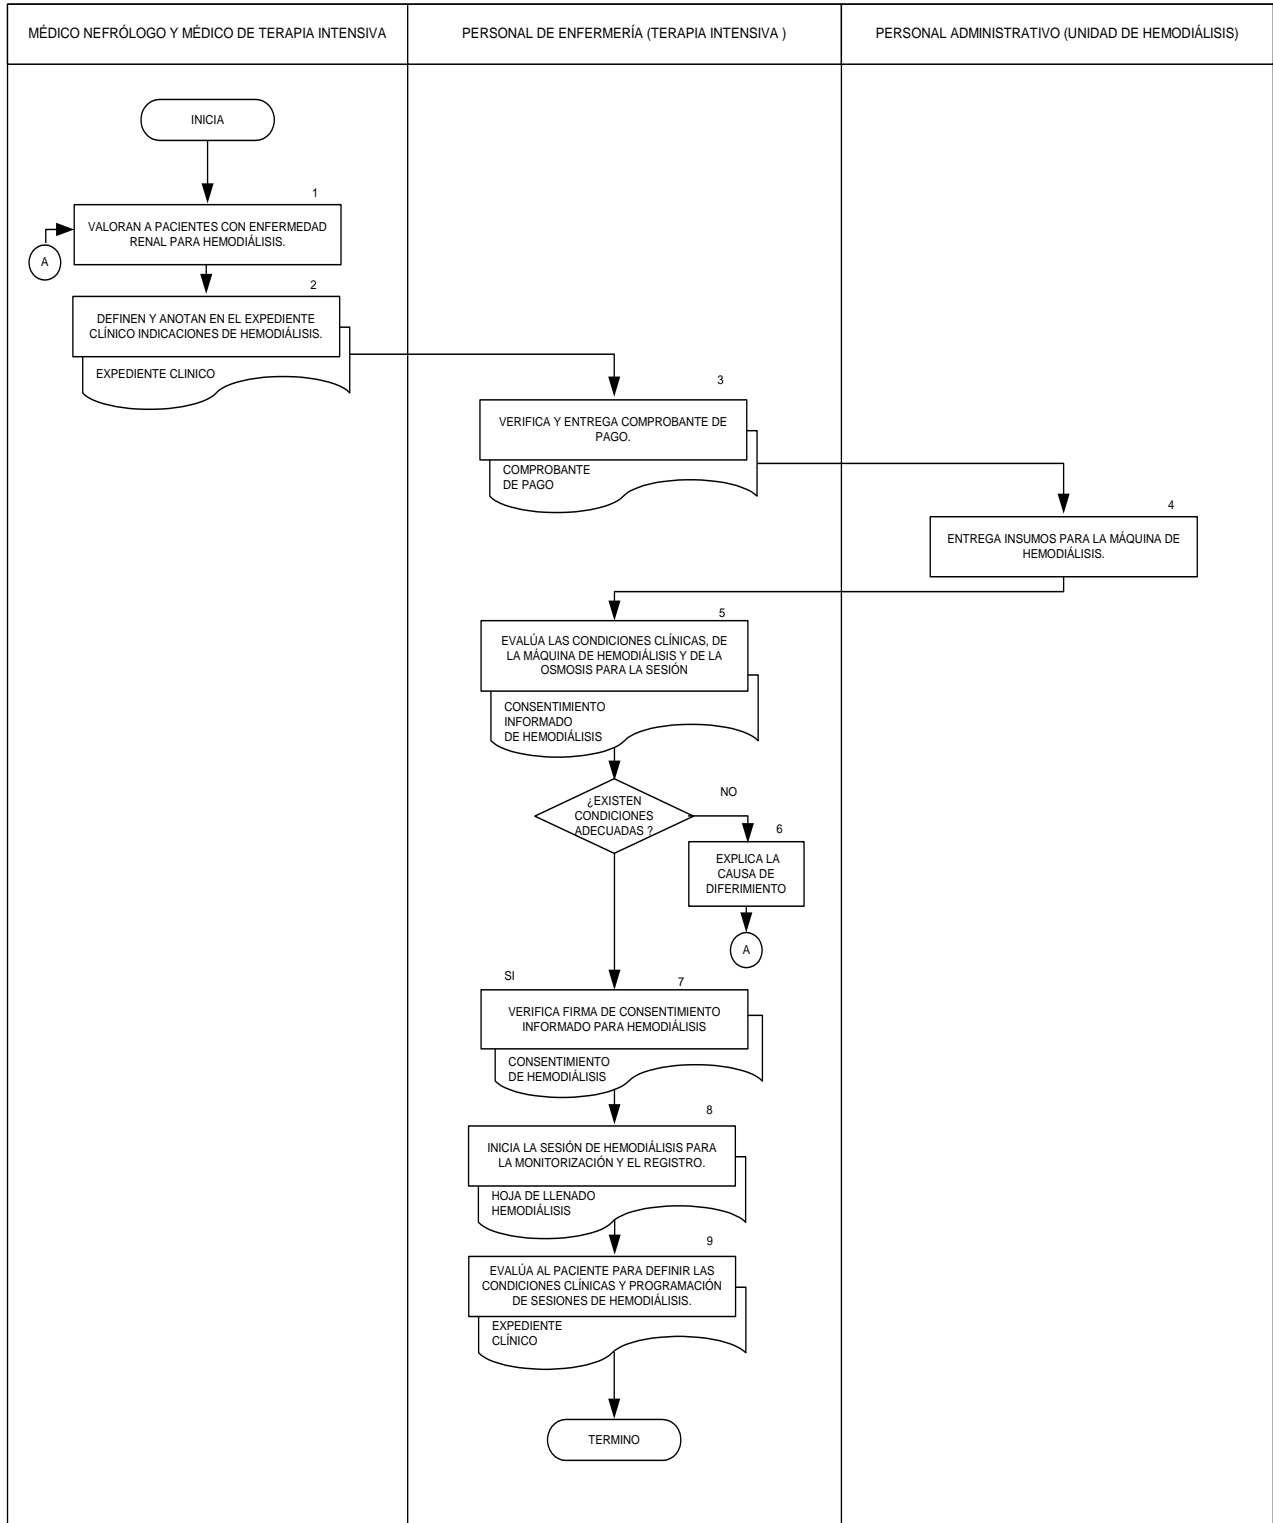 MÉDICO NEFRÓLOGO Y MÉDICO DE TERAPIA INTENSIVA
PERSONAL DE ENFERMERÍA (TERAPIA INTENSIVA )
PERSONAL ADMINISTRATIVO (UNIDAD DE HEMODIÁLISIS)
INICIA
1
VALORAN A PACIENTES CON ENFERMEDAD
RENAL PARA HEMODIÁLISIS.
A
2
DEFINEN Y ANOTAN EN EL EXPEDIENTE
CLÍNICO INDICACIONES DE HEMODIÁLISIS.
EXPEDIENTE CLINICO
3
VERIFICA Y ENTREGA COMPROBANTE DE
PAGO.
COMPROBANTE
DE PAGO
4
ENTREGA INSUMOS PARA LA MÁQUINA DE
HEMODIÁLISIS.
5
EVALÚA LAS CONDICIONES CLÍNICAS, DE
LA MÁQUINA DE HEMODIÁLISIS Y DE LA
OSMOSIS PARA LA SESIÓN
CONSENTIMIENTO
INFORMADO
DE HEMODIÁLISIS
¿EXISTEN
CONDICIONES
ADECUADAS ?
NO
6
EXPLICA LA
CAUSA DE
DIFERIMIENTO
A
SI
7
VERIFICA FIRMA DE CONSENTIMIENTO
INFORMADO PARA HEMODIÁLISIS
CONSENTIMIENTO
DE HEMODIÁLISIS
8
INICIA LA SESIÓN DE HEMODIÁLISIS PARA
LA MONITORIZACIÓN Y EL REGISTRO.
HOJA DE LLENADO
HEMODIÁLISIS
9
EVALÚA AL PACIENTE PARA DEFINIR LAS
CONDICIONES CLÍNICAS Y PROGRAMACIÓN
DE SESIONES DE HEMODIÁLISIS.
EXPEDIENTE
CLÍNICO
TERMINO